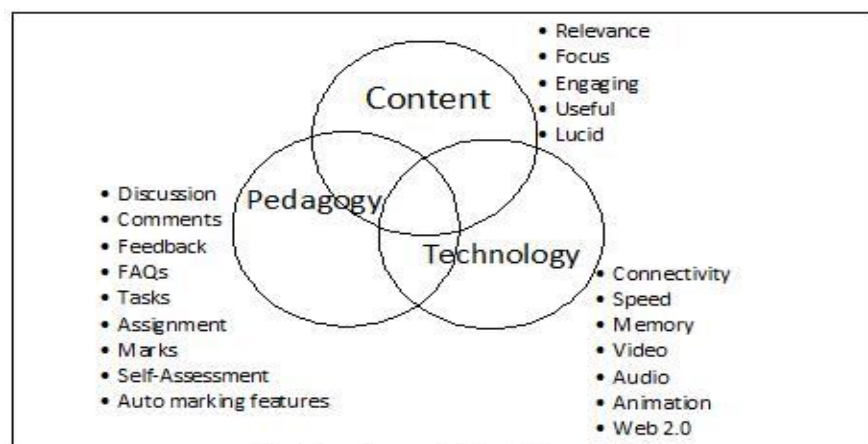 • Relevance
• Focus
• Engaging
• Useful
• Lucid
Content
Pedagogy
Technology
• Discussion
• Comments
• Feedback
• FAQs
• Tasks
• Assignment
• Marks
• Self-Assessment
• Auto marking features
• Connectivity
• Speed
• Memory
• Video
• Audio
• Animation
• Web 2.0